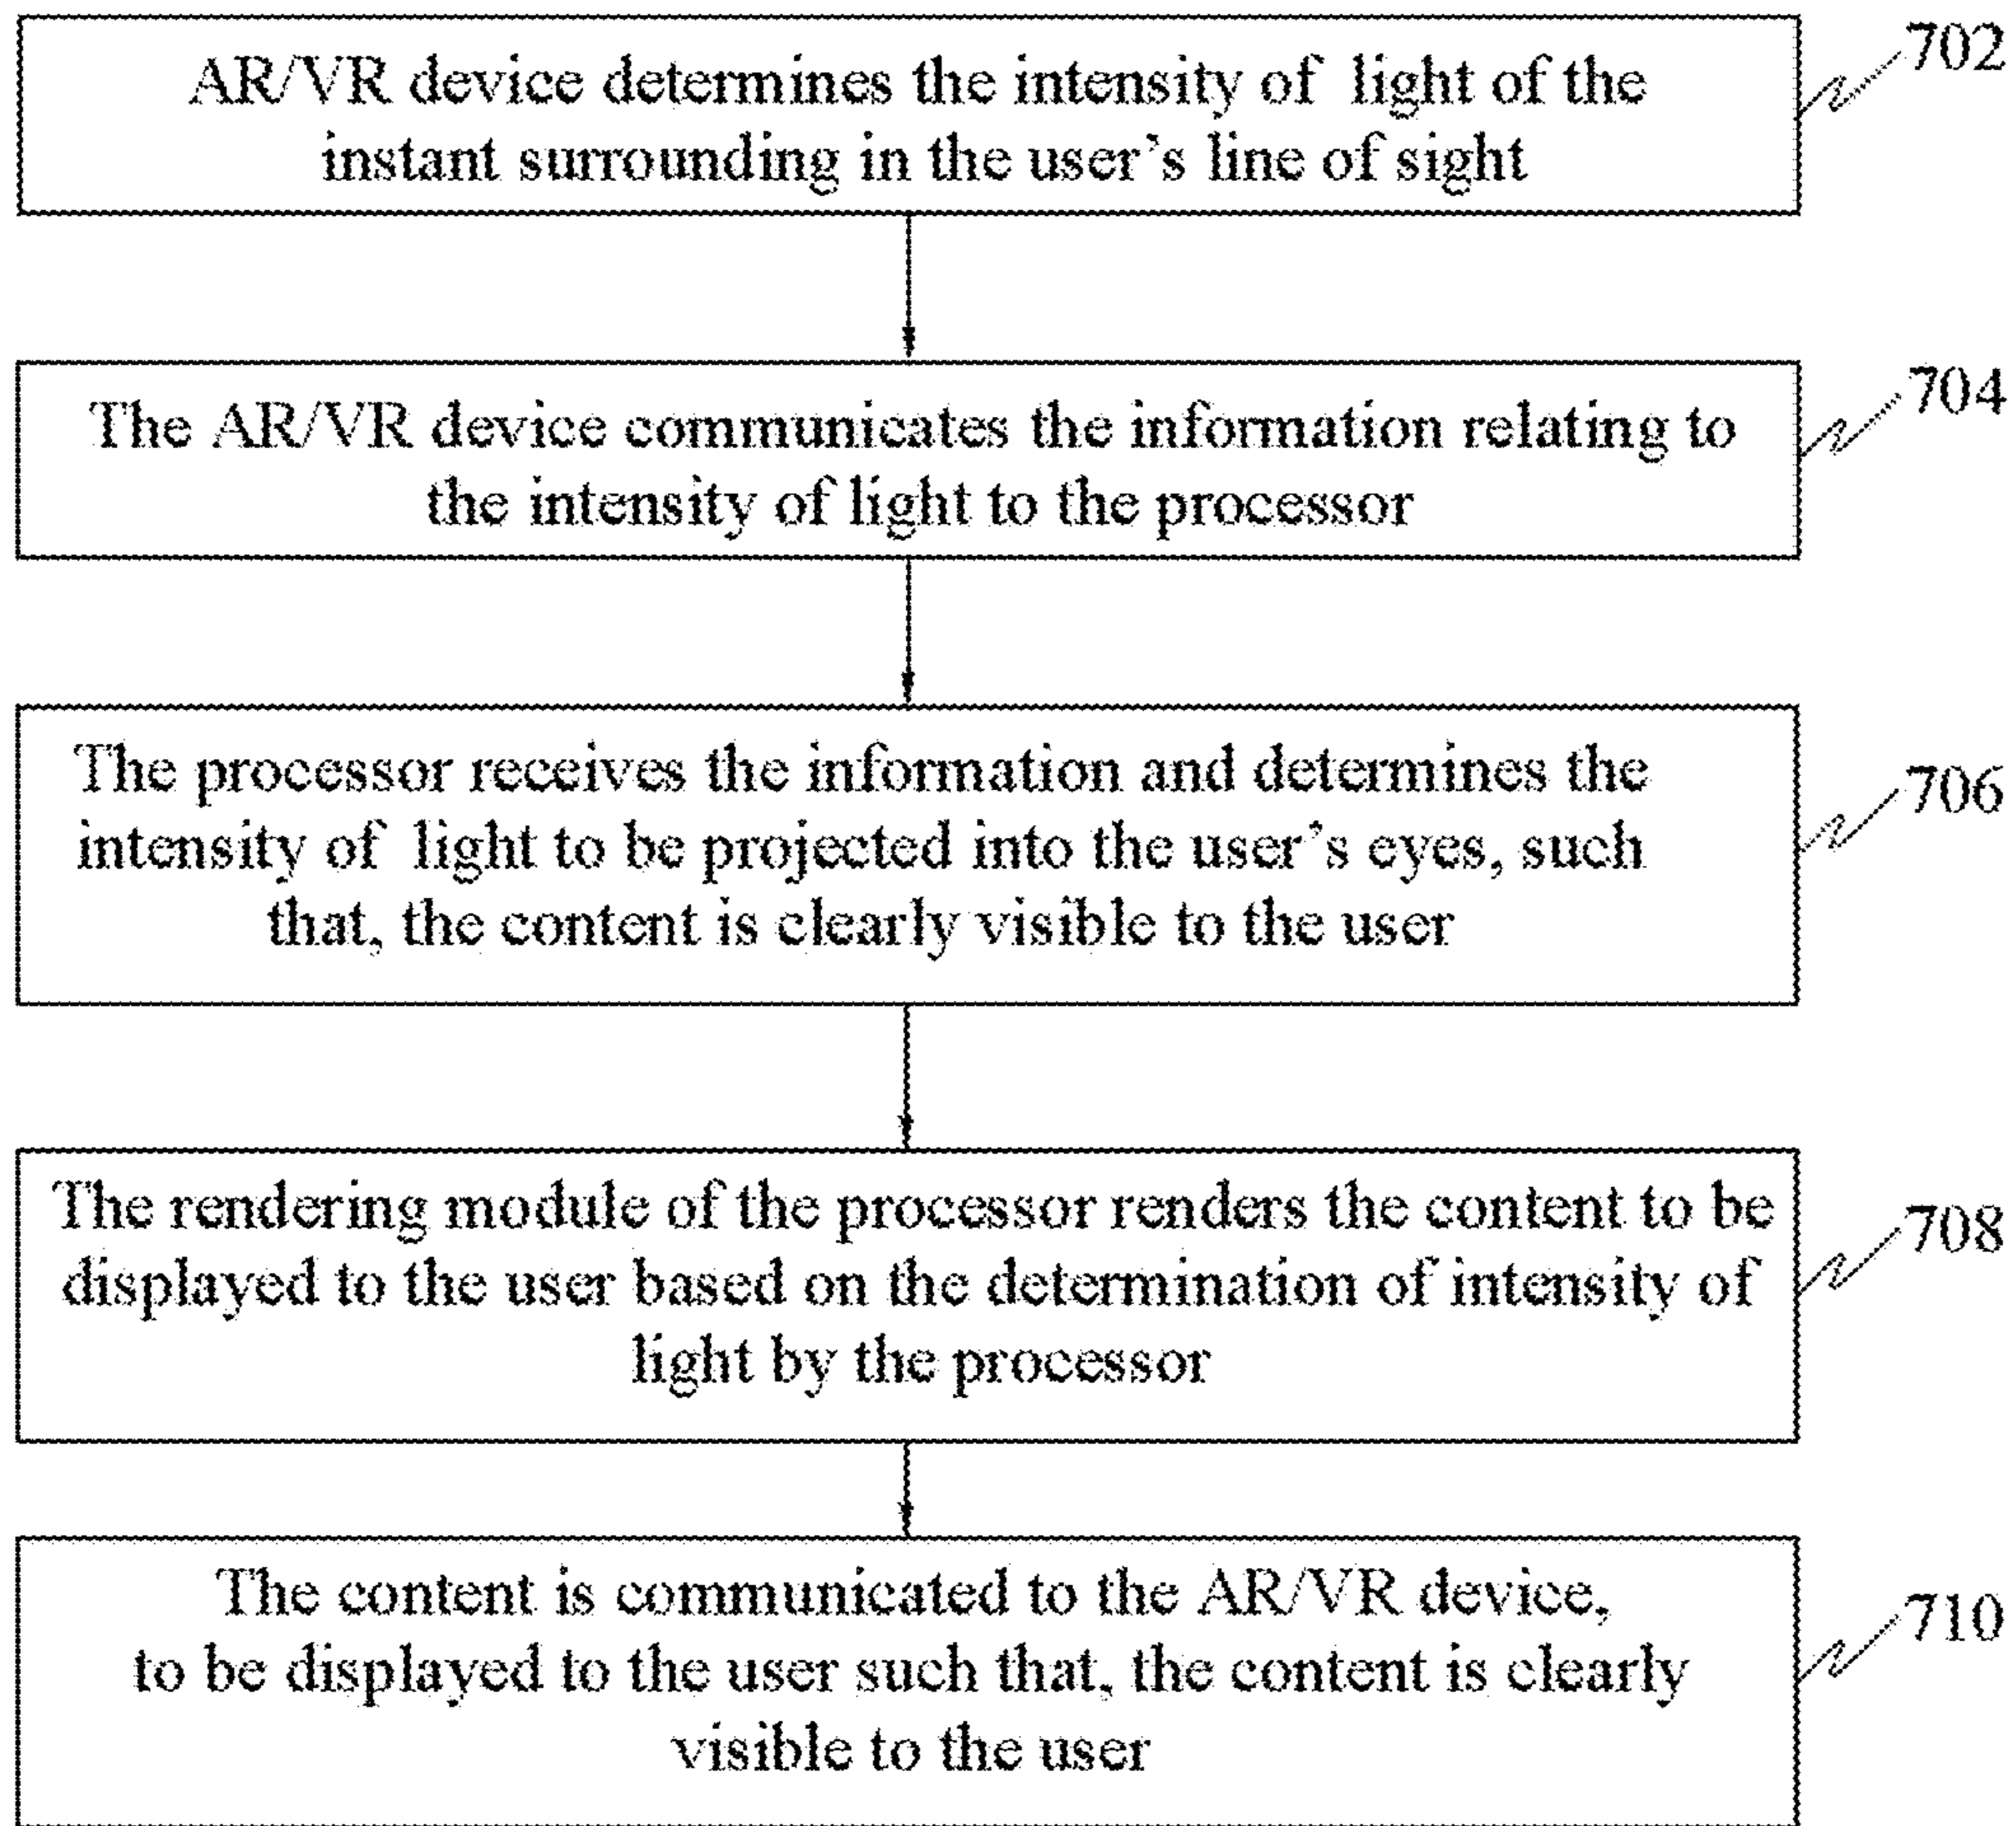 AR/VR device determines the intensity of light of the
instant surrounding in the user's line of sight
702
The AR/VR device communicates the information relating to
the intensity of light to the processor
704
The processor receives the information and determines the
intensity of light to be projected into the user's eyes, such
that, the content is clearly visible to the user
706
The rendering module of the processor renders the content to be
displayed to the user based on the determination of intensity of
light by the processor
708
The content is communicated to the AR/VR device,
to be displayed to the user such that, the content is clearly
visible to the user
710